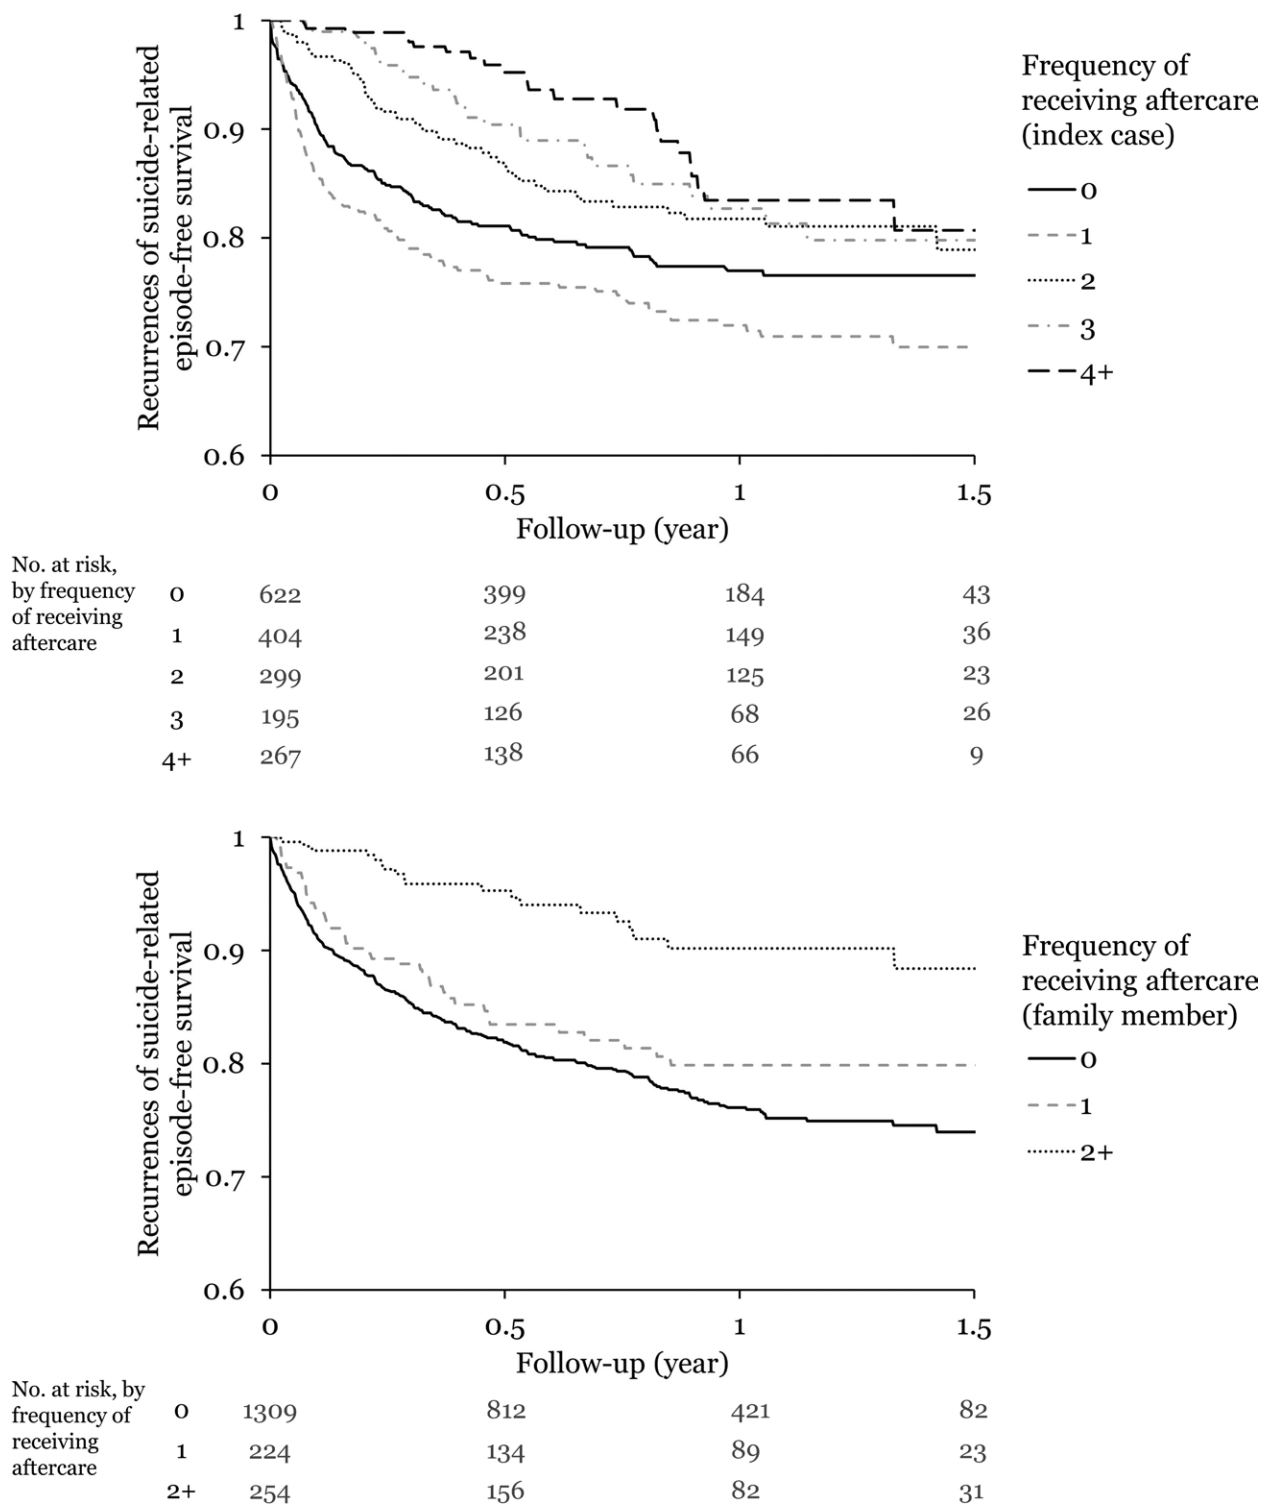 Recurrences of suicide-related
episode-free survival
1
0.9
0.8
0.7
0.6
0 0.5 1 1.5
Follow-up (year)
Frequency of
receiving aftercare
(index case)
0
1
2
3
4+
No. at risk,
by frequency
of receiving
aftercare
0 622 399 184 43
1 404 238 149 36
2 299 201 125 23
3 195 126 68 26
4+ 267 138 66 9
Recurrences of suicide-related
episode-free survival
1
0.9
0.8
0.7
0.6
0 0.5 1 1.5
Follow-up (year)
Frequency of
receiving aftercare
(family member)
0
1
2+
No. at risk, by
frequency of
receiving
aftercare
0 1309 812 421 82
1 224 134 89 23
2+ 254 156 82 31